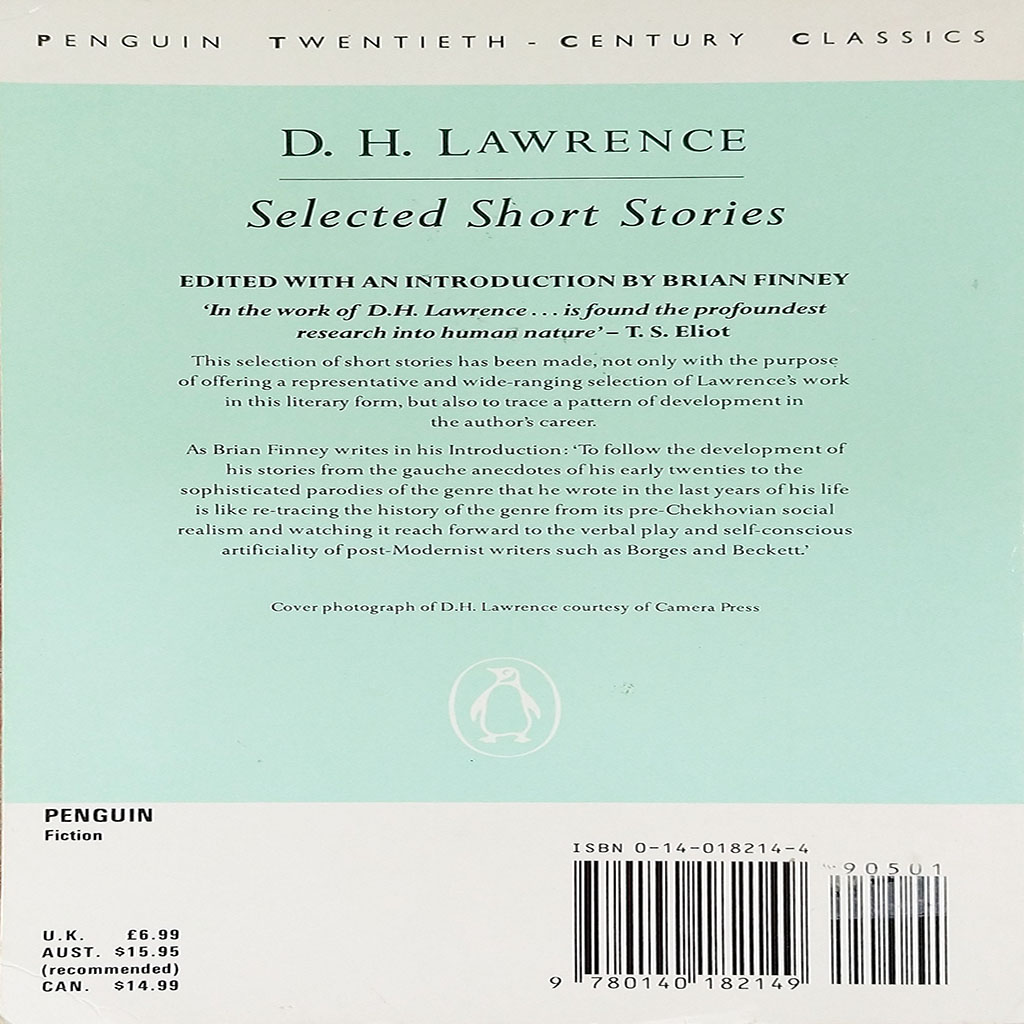 PENGUIN TWENTIETH-CENTURY CLASSICS
D. H. LAWRENCE
Selected Short Stories
EDITED WITH AN INTRODUCTION BY BRIAN FINNEY
‘In the work of D.H. Lawrence . . . is found the profoundest
research into human nature’ – T. S. Eliot
This selection of short stories has been made, not only with the purpose
of offering a representative and wide-ranging selection of Lawrence’s work
in this literary form, but also to trace a pattern of development in
the author’s career.
As Brian Finney writes in his Introduction: ‘To follow the development of
his stories from the gauche anecdotes of his early twenties to the
sophisticated parodies of the genre that he wrote in the last years of his life
is like re-tracing the history of the genre from its pre-Chekhovian social
realism and watching it reach forward to the verbal play and self-conscious
artificiality of post-Modernist writers such as Borges and Beckett.’
Cover photograph of D.H. Lawrence courtesy of Camera Press
PENGUIN
Fiction
U.K. £6.99
AUST. $15.95
(recommended)
CAN. $14.99
ISBN 0-14-018214-4
90501
9 780140 182149